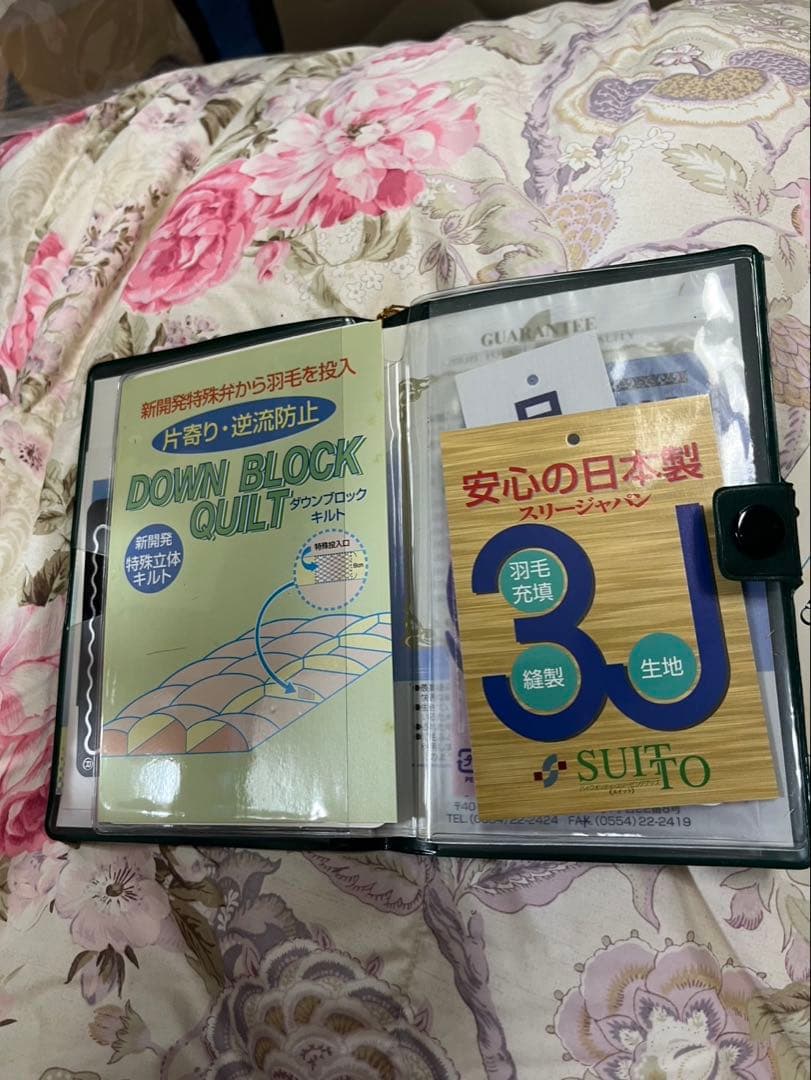 新開発特殊弁から羽毛を投入
片寄り・逆流防止
DOWN BLOCK
QUILT
ダウンブロック
キルト
新開発
特殊立体
キルト
特殊投入口
GUARANTEE
安心の日本製
スリージャパン
3J
羽毛
充填
縫製
生地
SUITTO
TEL. (0554)22-2424 FAX. (0554)22-2419